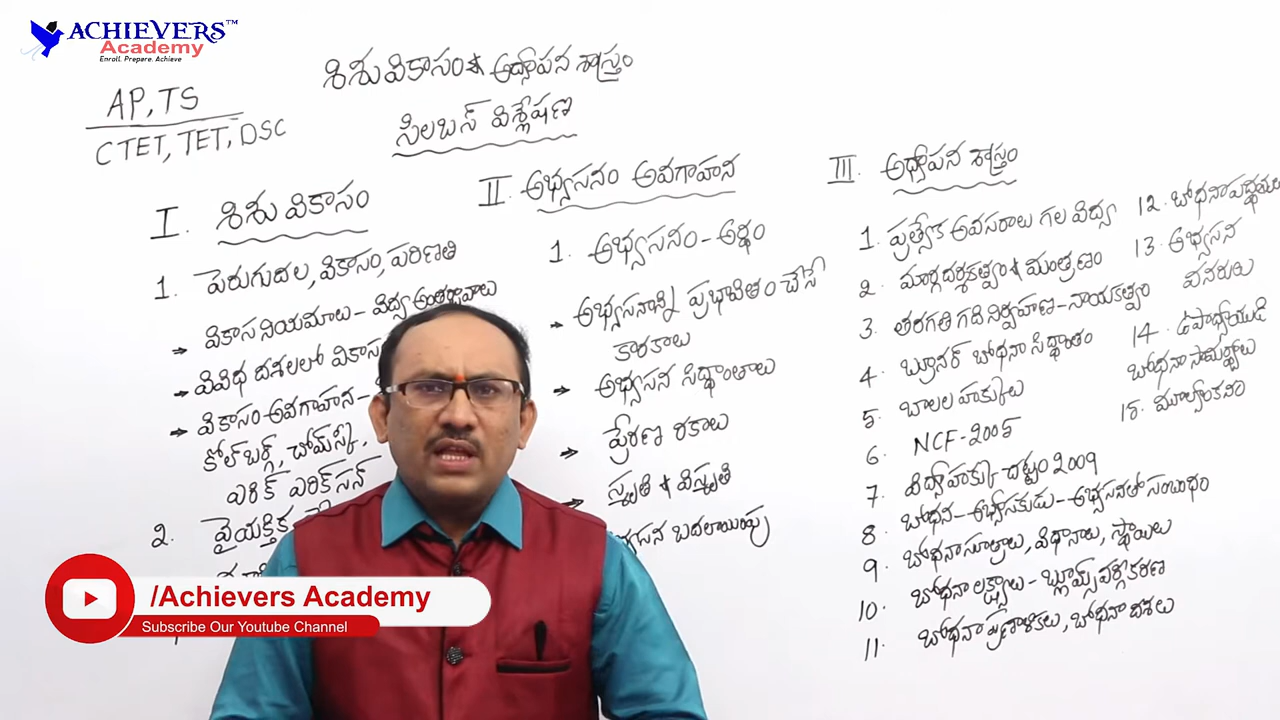 ACHIEVERS™
Academy
Enroll. Prepare. Achieve
శిశువికాసం & అధ్యాపన శాస్త్రం
సిలబస్ విశ్లేషణ
AP, TS
CTET, TET, DSC
I. శిశు వికాసం
1. పెరుగుదల, వికాసం, పరిణతి
→ వికాస నియమాలు - విద్యా అంతర్భావాలు
→ వివిధ దశలలో వికాసం
→ వికాసం అవగాహన -
కోల్‌బర్గ్, చోమ్‌స్కీ,
ఎరిక్ ఎరిక్‌సన్
2. వైయక్తిక
II. అభ్యసనం అవగాహన
1. అభ్యసనం - అర్థం
→ అభ్యసనాన్ని ప్రభావితం చేసే
కారకాలు
→ అభ్యసన సిద్ధాంతాలు
→ ప్రేరణ రకాలు
→ స్మృతి & విస్మృతి
బదలాయింపు
III. అధ్యాపన శాస్త్రం
1. ప్రత్యేక అవసరాలు గల విద్య
2. మార్గదర్శకత్వం & మంత్రణం
3. తరగతి గది నిర్వహణ - నాయకత్వం
4. బ్రూనర్ బోధనా సిద్ధాంతం
5. బాలల హక్కులు
6. NCF-2005
7. విద్యాహక్కు చట్టం 2009
8. బోధన - అభ్యాసకుడు - అభ్యసనతో సంబంధం
9. బోధనా సూత్రాలు, విధానాలు, స్థాయిలు
10. బోధనా లక్ష్యాలు - బ్లూమ్స్ వర్గీకరణ
11. బోధనా ప్రణాళికలు, బోధనా దశలు
12. బోధనా పద్ధతులు
13. అభ్యసన
వనరులు
14. ఉపాధ్యాయుడి
బోధనా సామర్థ్యాలు
15. మూల్యాంకనం
/Achievers Academy
Subscribe Our Youtube Channel